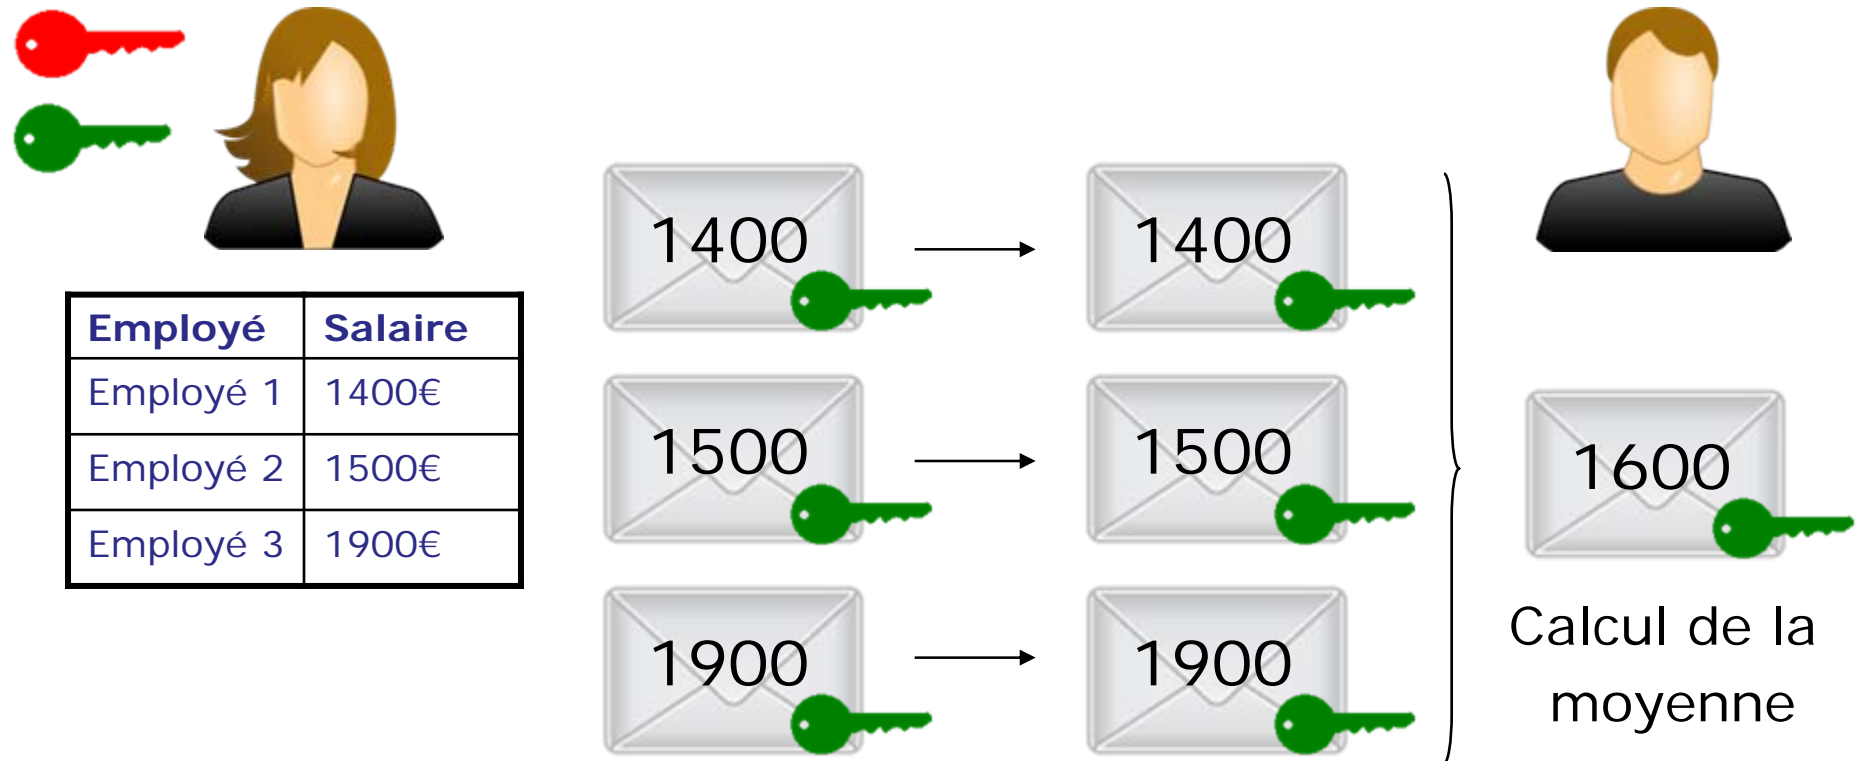 Employé Salaire
Employé 1 1400€
Employé 2 1500€
Employé 3 1900€
1400 1400
1500 1500
1900 1900
1600
Calcul de la
moyenne